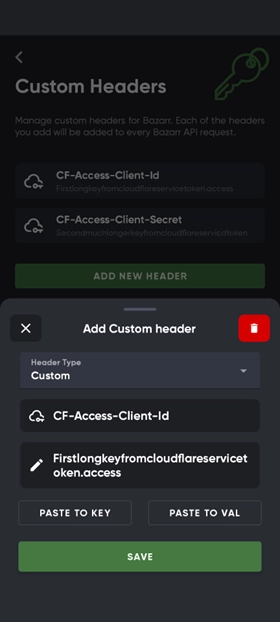 Custom Headers
Manage custom headers for Bazarr. Each of the headers
you add will be added to every Bazarr API request.
CF-Access-Client-Id
Firstlongkeyfromcloudflareservicetoken.access
CF-Access-Client-Secret
Secondmuchlongerkeyfromcloudflareservicdtoken
ADD NEW HEADER
Add Custom header
Header Type
Custom
CF-Access-Client-Id
Firstlongkeyfromcloudflareservicet
oken.access
PASTE TO KEY
PASTE TO VAL
SAVE